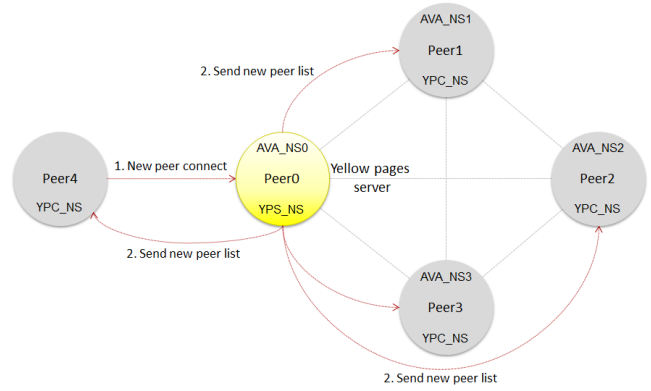 AVA_NS1
Peer1
YPC_NS
2. Send new peer list
AVA_NS0
Peer0
YPS_NS
Yellow pages
server
AVA_NS2
Peer2
YPC_NS
Peer4
YPC_NS
1. New peer connect
2. Send new peer list
AVA_NS3
Peer3
YPC_NS
2. Send new peer list